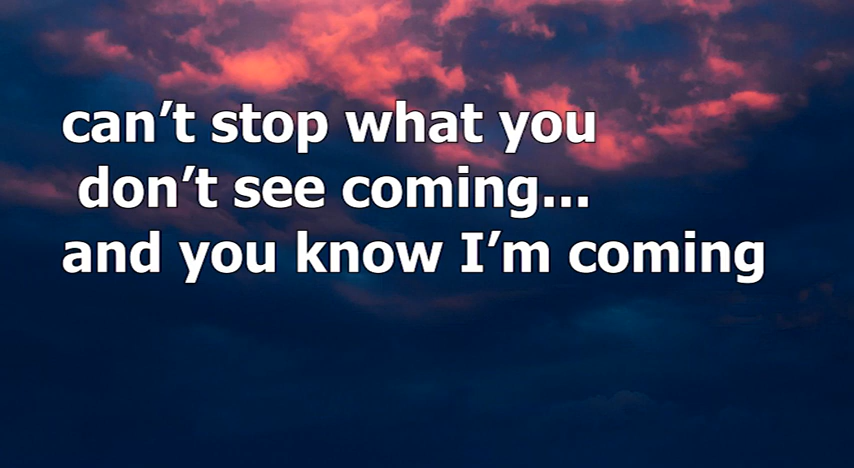 can’t stop what you
don’t see coming...
and you know I’m coming